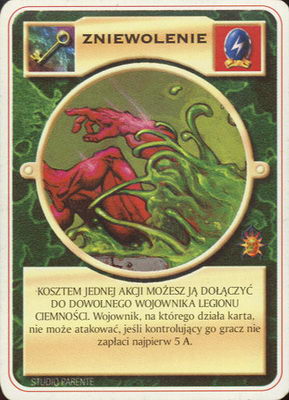 ZNIEWOLENIE
KOSZTEM JEDNEJ AKCJI MOŻESZ JĄ DOŁĄCZYĆ
DO DOWOLNEGO WOJOWNIKA LEGIONU
CIEMNOŚCI. Wojownik, na którego działa karta,
nie może atakować, jeśli kontrolujący go gracz nie
zapłaci najpierw 5 A.
STUDIO PARENTE